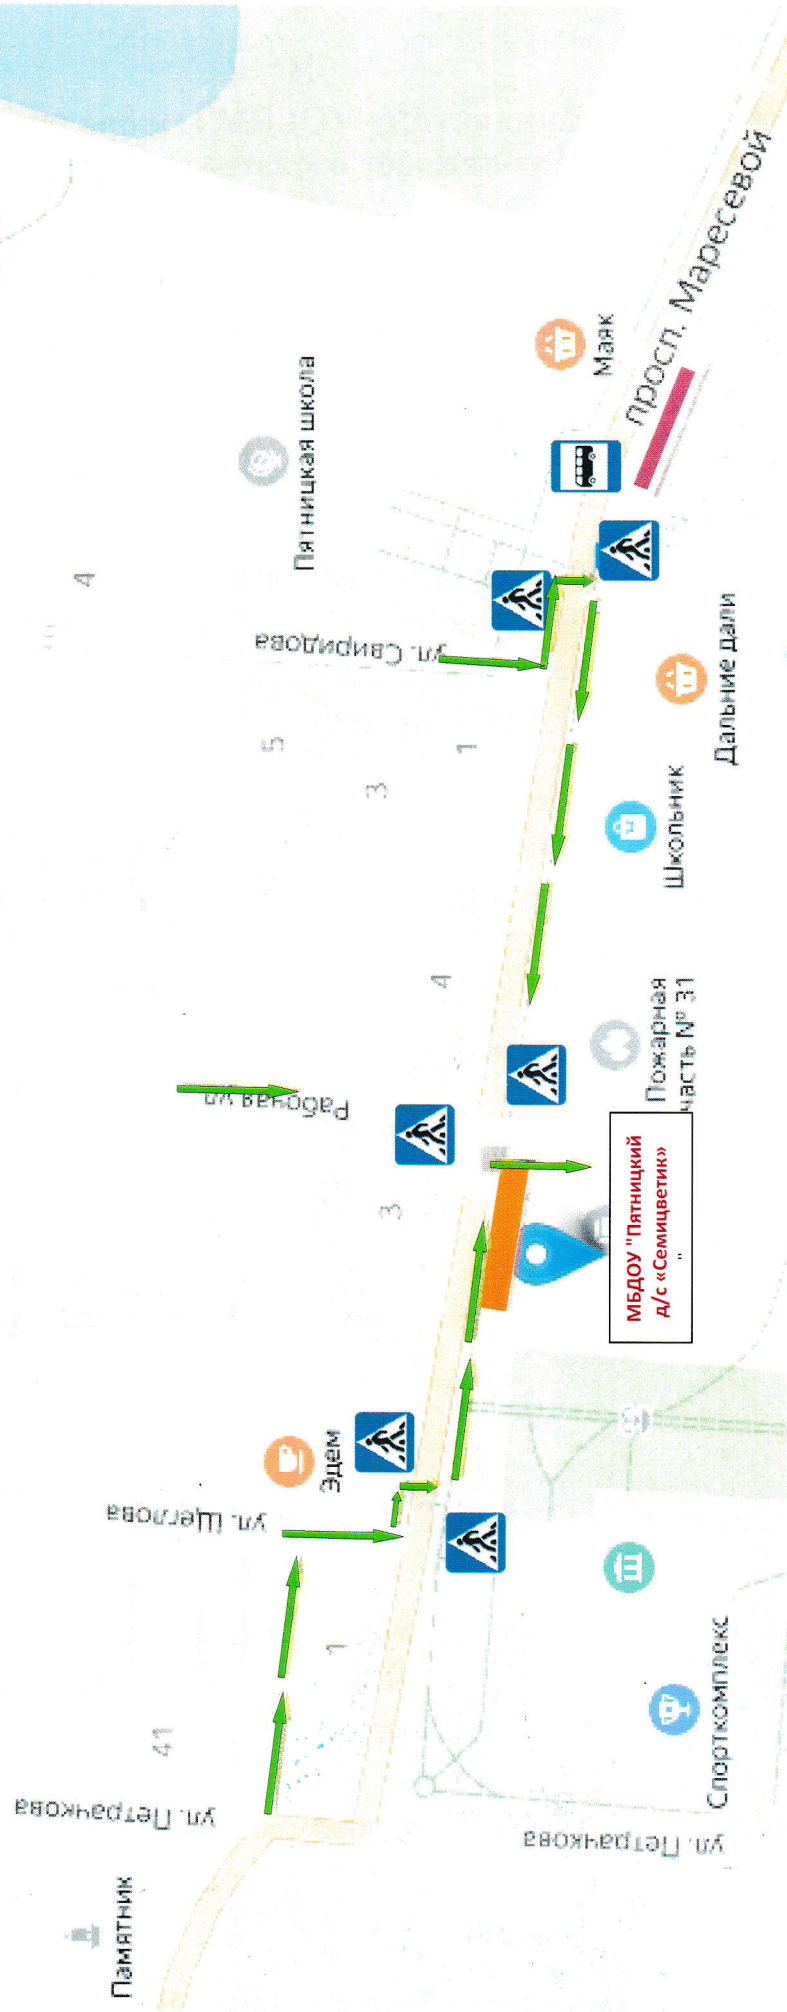 Памятник
ул. Петрачкова
41
1
ул. Щеглова
Эдем
ул. Петрачкова
Спорткомплекс
3
Рабочая ул
4
МБДОУ "Пятницкий
д/с «Семицветик»
"
Пожарная
часть № 31
3
5
1
4
Школьник
ул. Свиридова
Дальние дали
Пятницкая школа
Маяк
просп. Маресевой